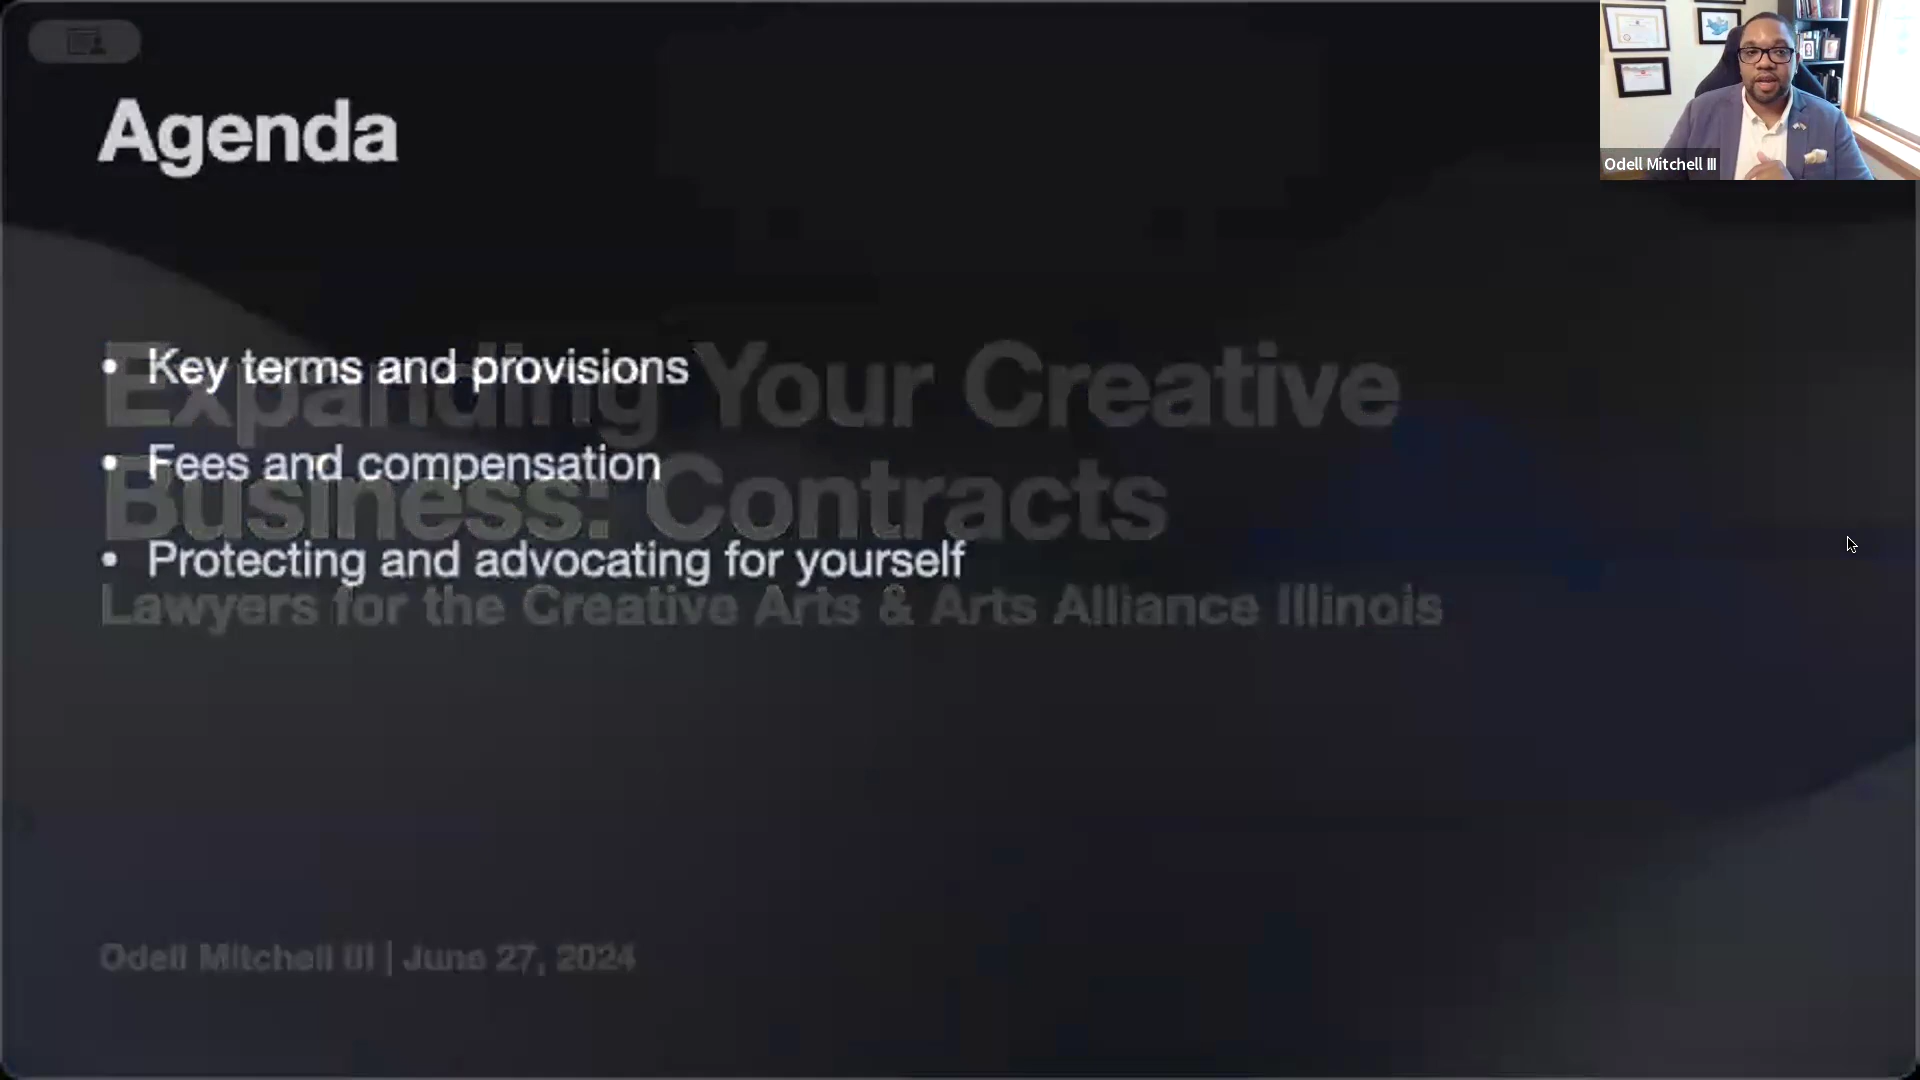 Agenda
Odell Mitchell III
• Key terms and provisions
Expanding Your Creative
• Fees and compensation
Business: Contracts
• Protecting and advocating for yourself
Lawyers for the Creative Arts & Arts Alliance Illinois
Odell Mitchell III | June 27, 2024